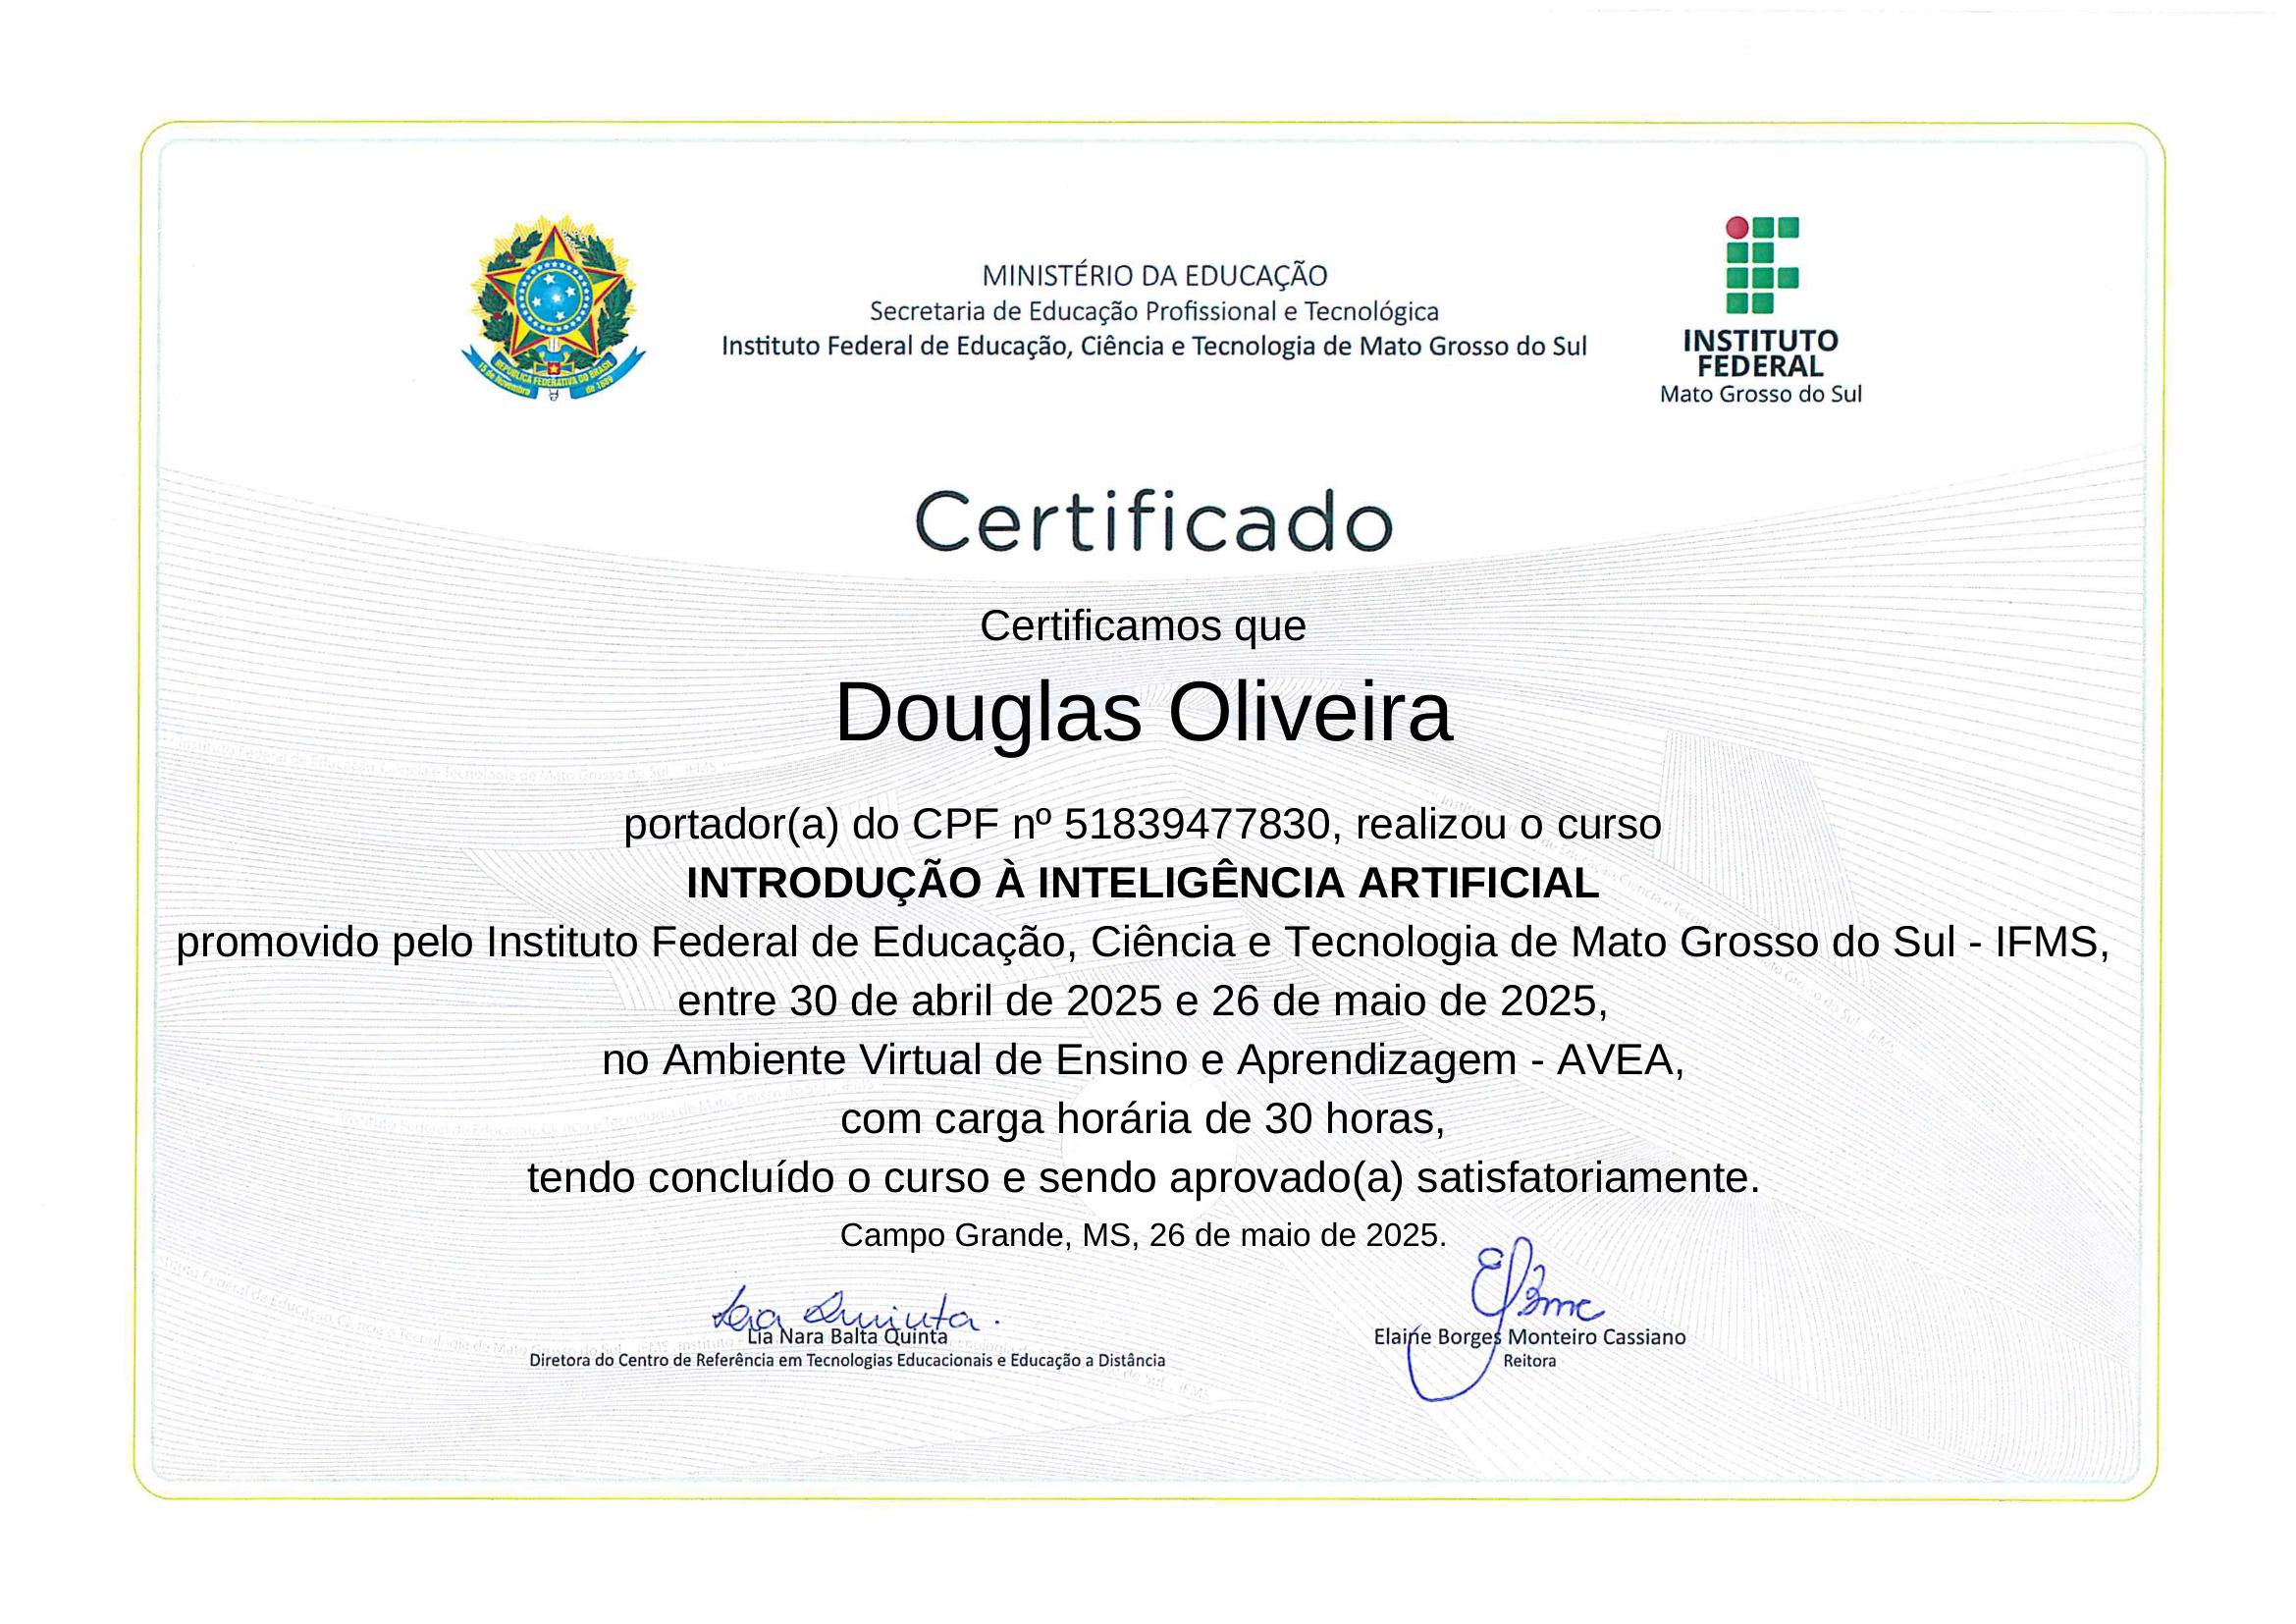 MINISTÉRIO DA EDUCAÇÃO
Secretaria de Educação Profissional e Tecnológica
Instituto Federal de Educação, Ciência e Tecnologia de Mato Grosso do Sul
REPÚBLICA FEDERATIVA DO BRASIL
15 de Novembro de 1889
INSTITUTO
FEDERAL
Mato Grosso do Sul
Certificado
Certificamos que
Douglas Oliveira
portador(a) do CPF nº 51839477830, realizou o curso
INTRODUÇÃO À INTELIGÊNCIA ARTIFICIAL
promovido pelo Instituto Federal de Educação, Ciência e Tecnologia de Mato Grosso do Sul - IFMS,
entre 30 de abril de 2025 e 26 de maio de 2025,
no Ambiente Virtual de Ensino e Aprendizagem - AVEA,
com carga horária de 30 horas,
tendo concluído o curso e sendo aprovado(a) satisfatoriamente.
Campo Grande, MS, 26 de maio de 2025.
Lia Quinta.
Lia Nara Balta Quinta
Diretora do Centro de Referência em Tecnologias Educacionais e Educação a Distância
Elaine Borges Monteiro Cassiano
Reitora